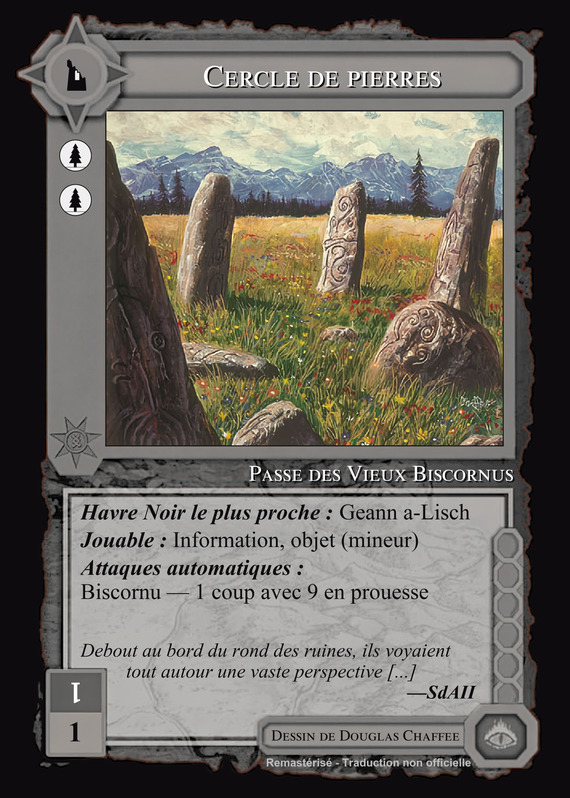 Cercle de pierres
Passe des Vieux Biscornus
Havre Noir le plus proche : Geann a-Lisch
Jouable : Information, objet (mineur)
Attaques automatiques :
Biscornu — 1 coup avec 9 en prouesse
Debout au bord du rond des ruines, ils voyaient
tout autour une vaste perspective [...]
—SdAII
1
1
Dessin de Douglas Chaffee
Remastérisé - Traduction non officielle